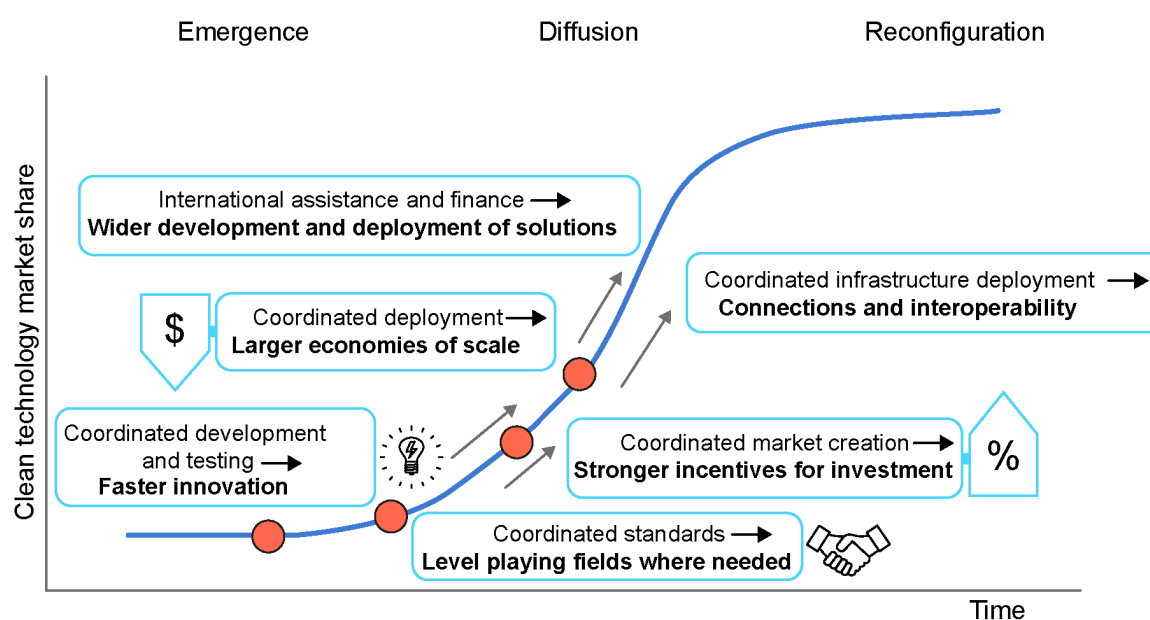 Emergence
Diffusion
Reconfiguration
Clean technology market share
International assistance and finance →
Wider development and deployment of solutions
Coordinated infrastructure deployment →
Connections and interoperability
$
Coordinated deployment →
Larger economies of scale
Coordinated development
and testing →
Faster innovation
Coordinated market creation →
Stronger incentives for investment
%
Coordinated standards →
Level playing fields where needed
Time